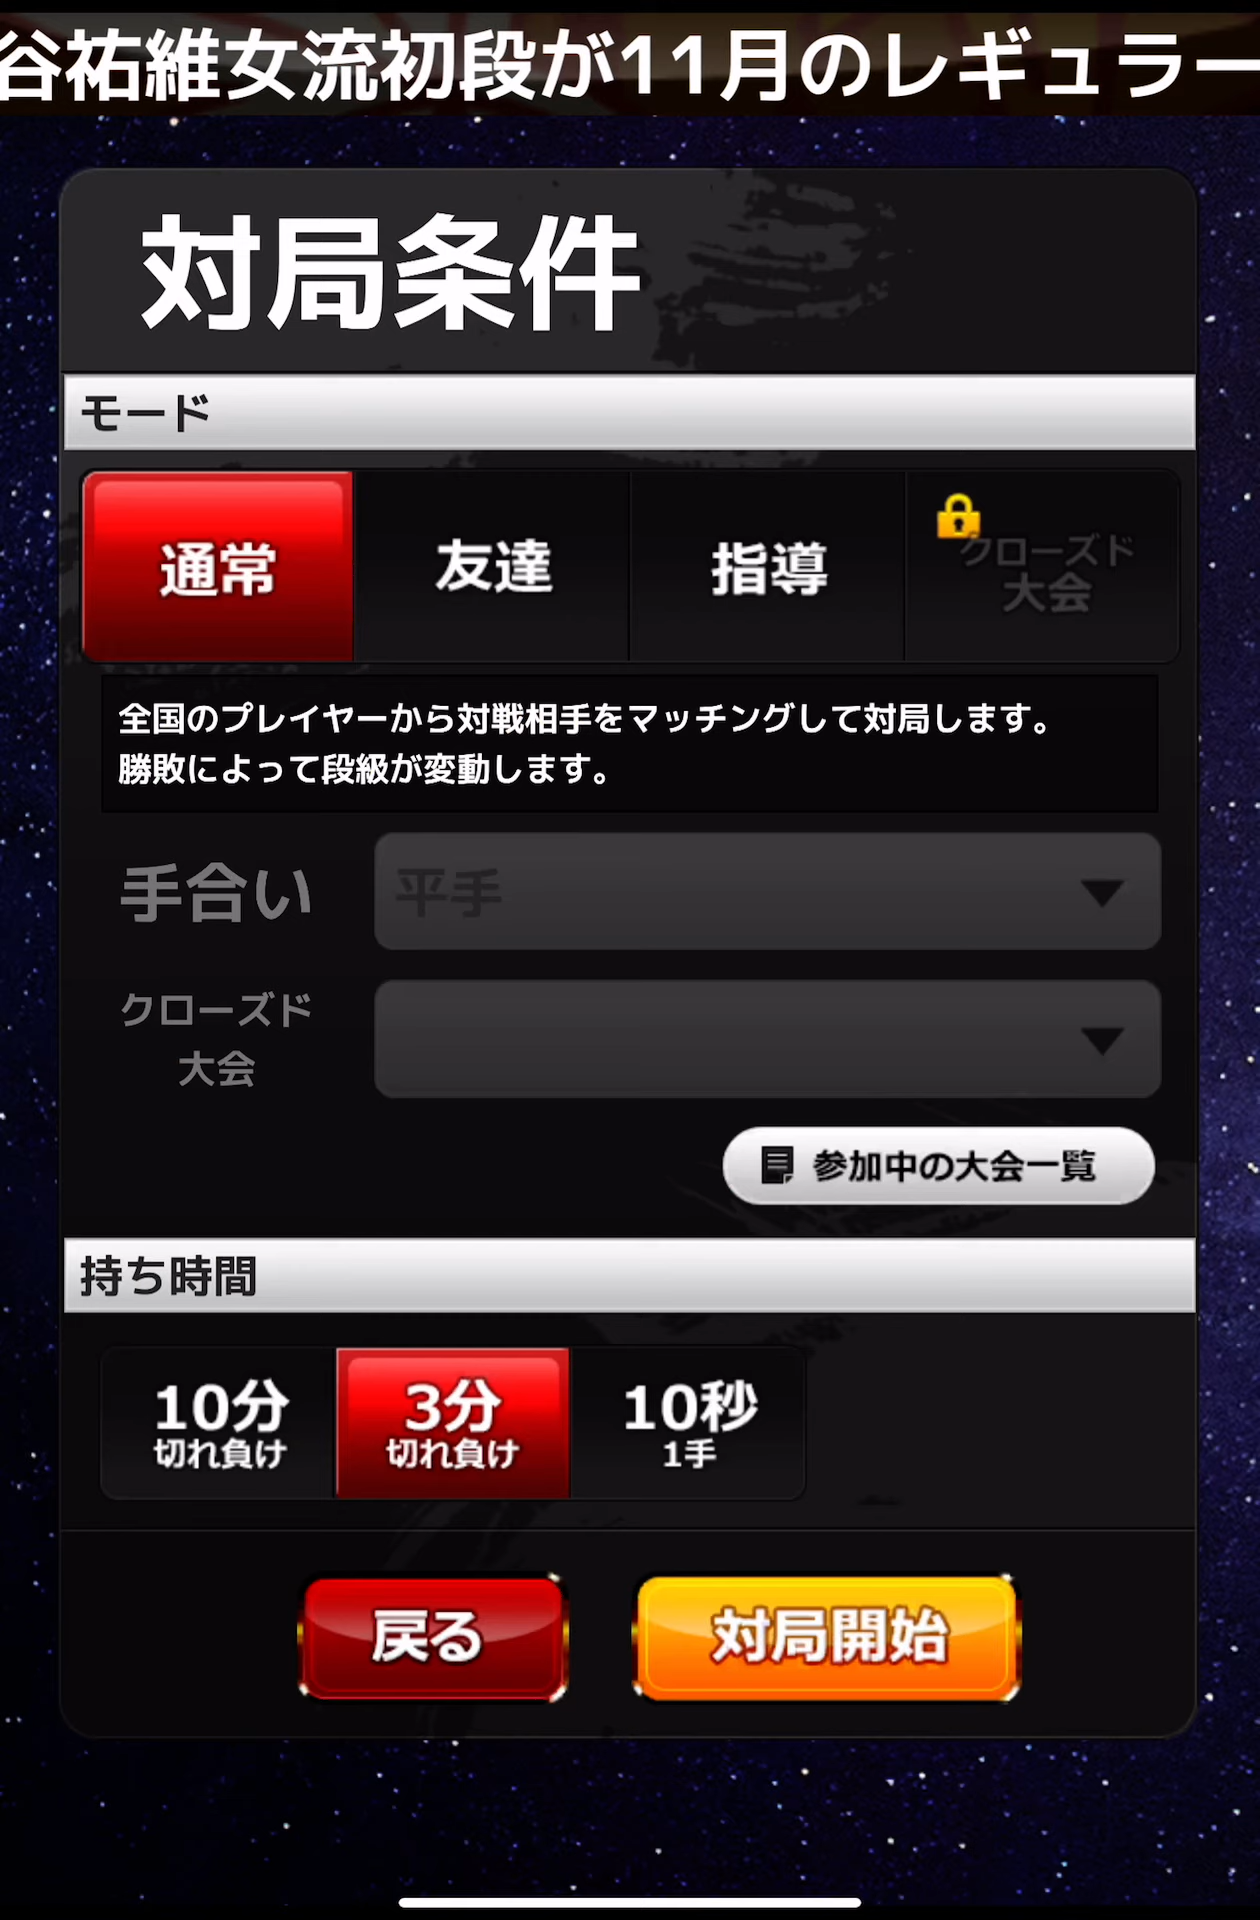 谷祐維女流初段が11月のレギュラー
対局条件
モード
通常
友達
指導
クローズド
大会
全国のプレイヤーから対戦相手をマッチングして対局します。
勝敗によって段級が変動します。
手合い
平手
クローズド
大会
参加中の大会一覧
持ち時間
10分
切れ負け
3分
切れ負け
10秒
1手
戻る
対局開始